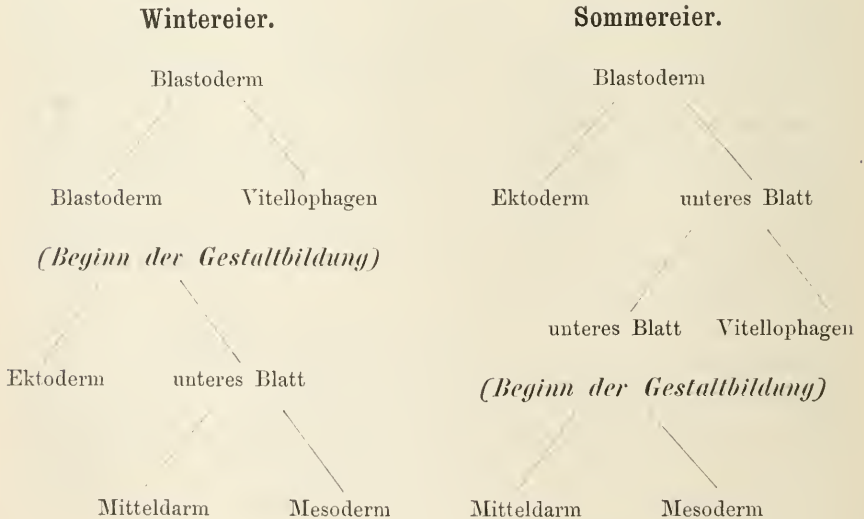 Wintereier.
Blastoderm
Blastoderm Vitellophagen
(Beginn der Gestaltbildung)
Ektoderm unteres Blatt
Mitteldarm Mesoderm
Sommereier.
Blastoderm
Ektoderm unteres Blatt
unteres Blatt Vitellophagen
(Beginn der Gestaltbildung)
Mitteldarm Mesoderm